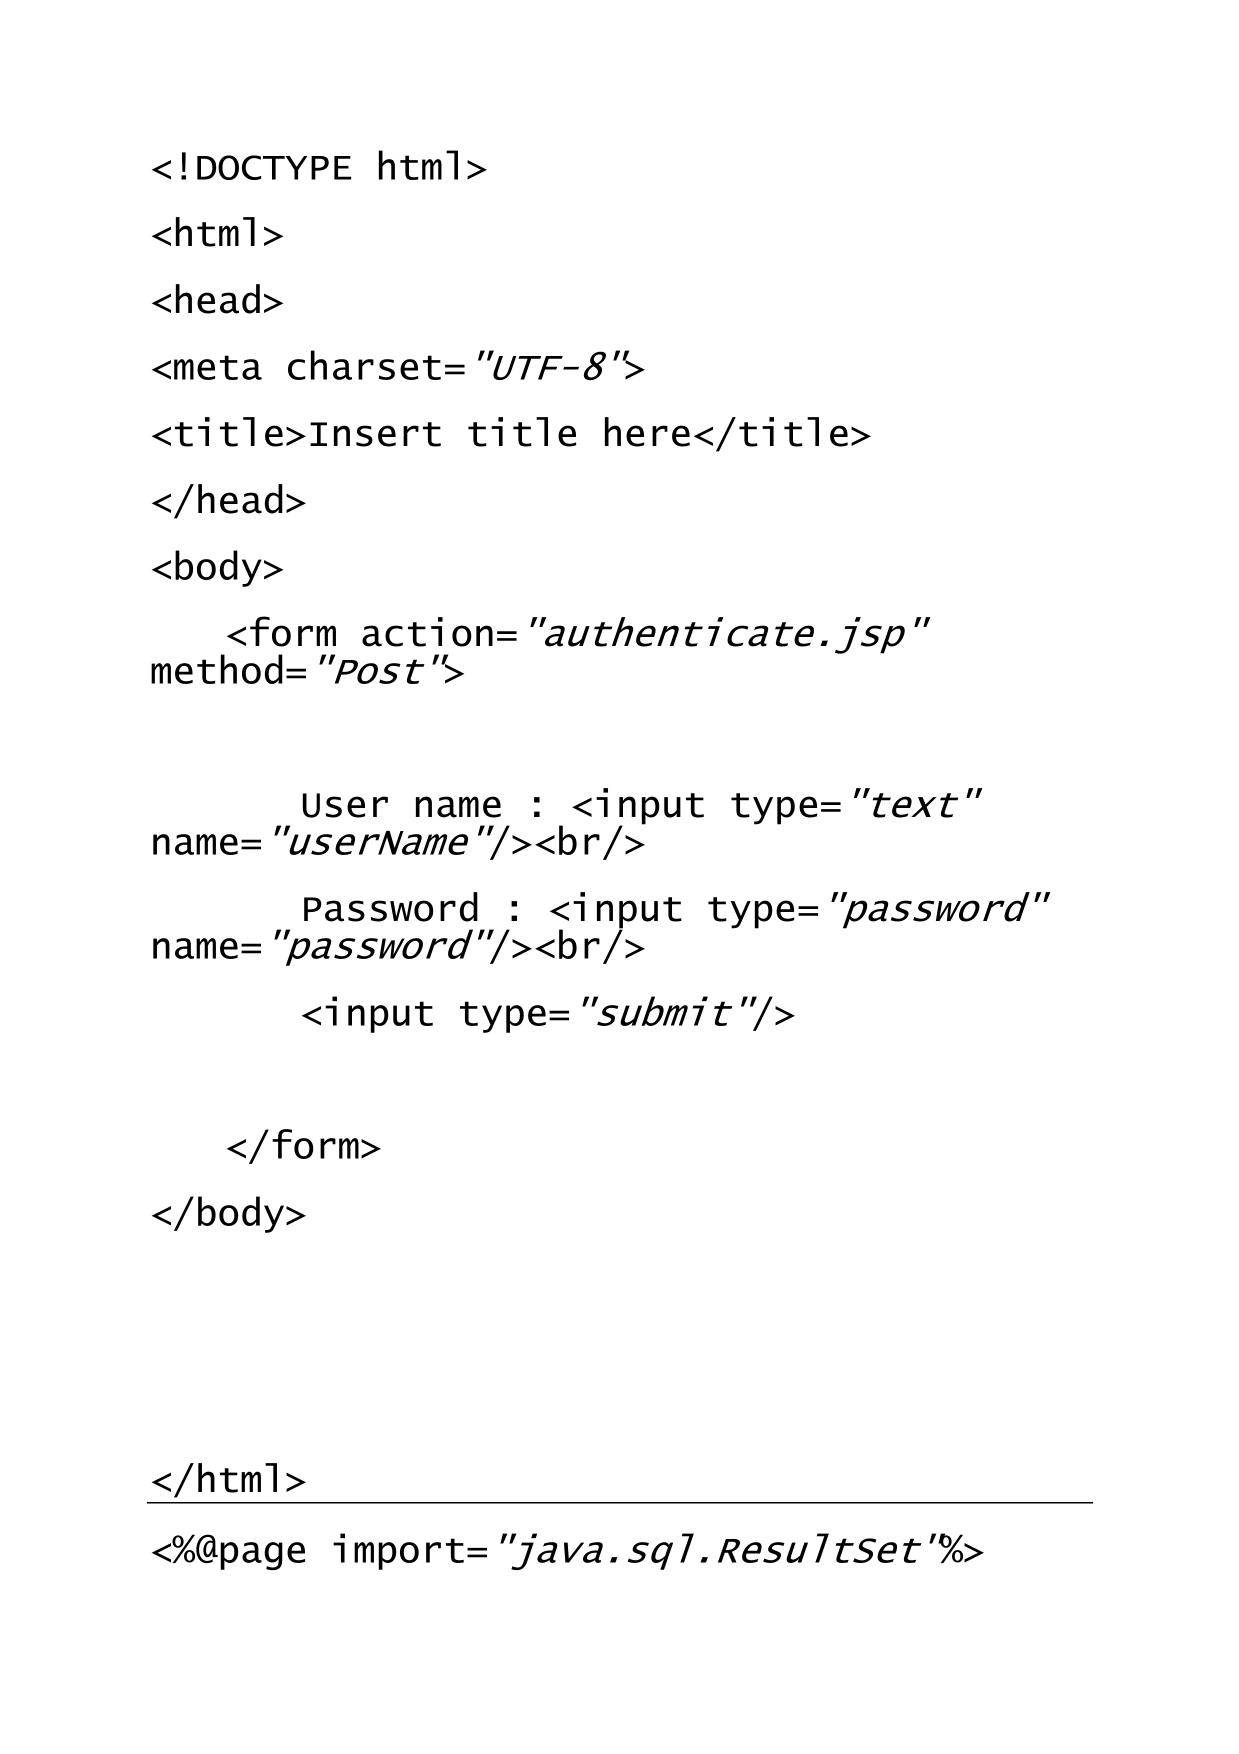 <!DOCTYPE html>
<html>
<head>
<meta charset="UTF-8">
<title>Insert title here</title>
</head>
<body>
<form action="authenticate.jsp"
method="Post">
User name : <input type="text"
name="userName"/><br/>
Password : <input type="password"
name="password"/><br/>
<input type="submit"/>
</form>
</body>
</html>
<%@page import="java.sql.ResultSet"%>